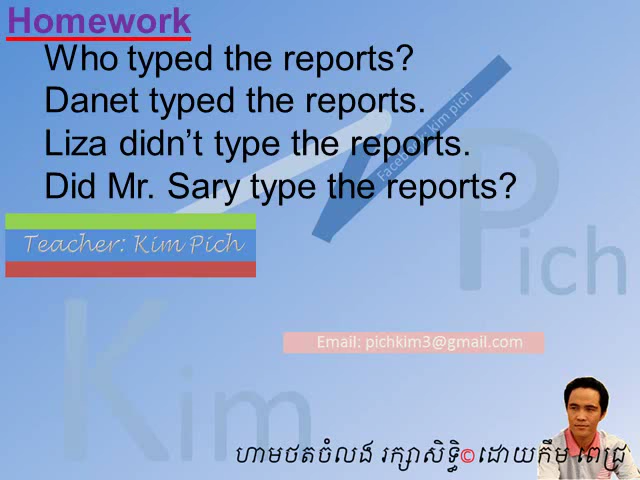 Homework
Who typed the reports?
Danet typed the reports.
Liza didn't type the reports.
Did Mr. Sary type the reports?
Facebook: kim pich
Teacher: Kim Pich
Pich
Kim
Email: pichkim3@gmail.com
ហាមថតចំលង រក្សាសិទ្ធិ©ដោយកឹម ពេជ្រ